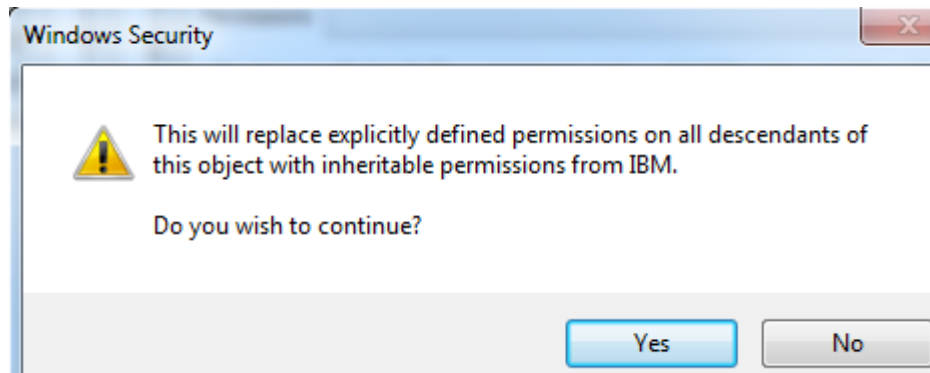 Windows Security
This will replace explicitly defined permissions on all descendants of
this object with inheritable permissions from IBM.
Do you wish to continue?
Yes No